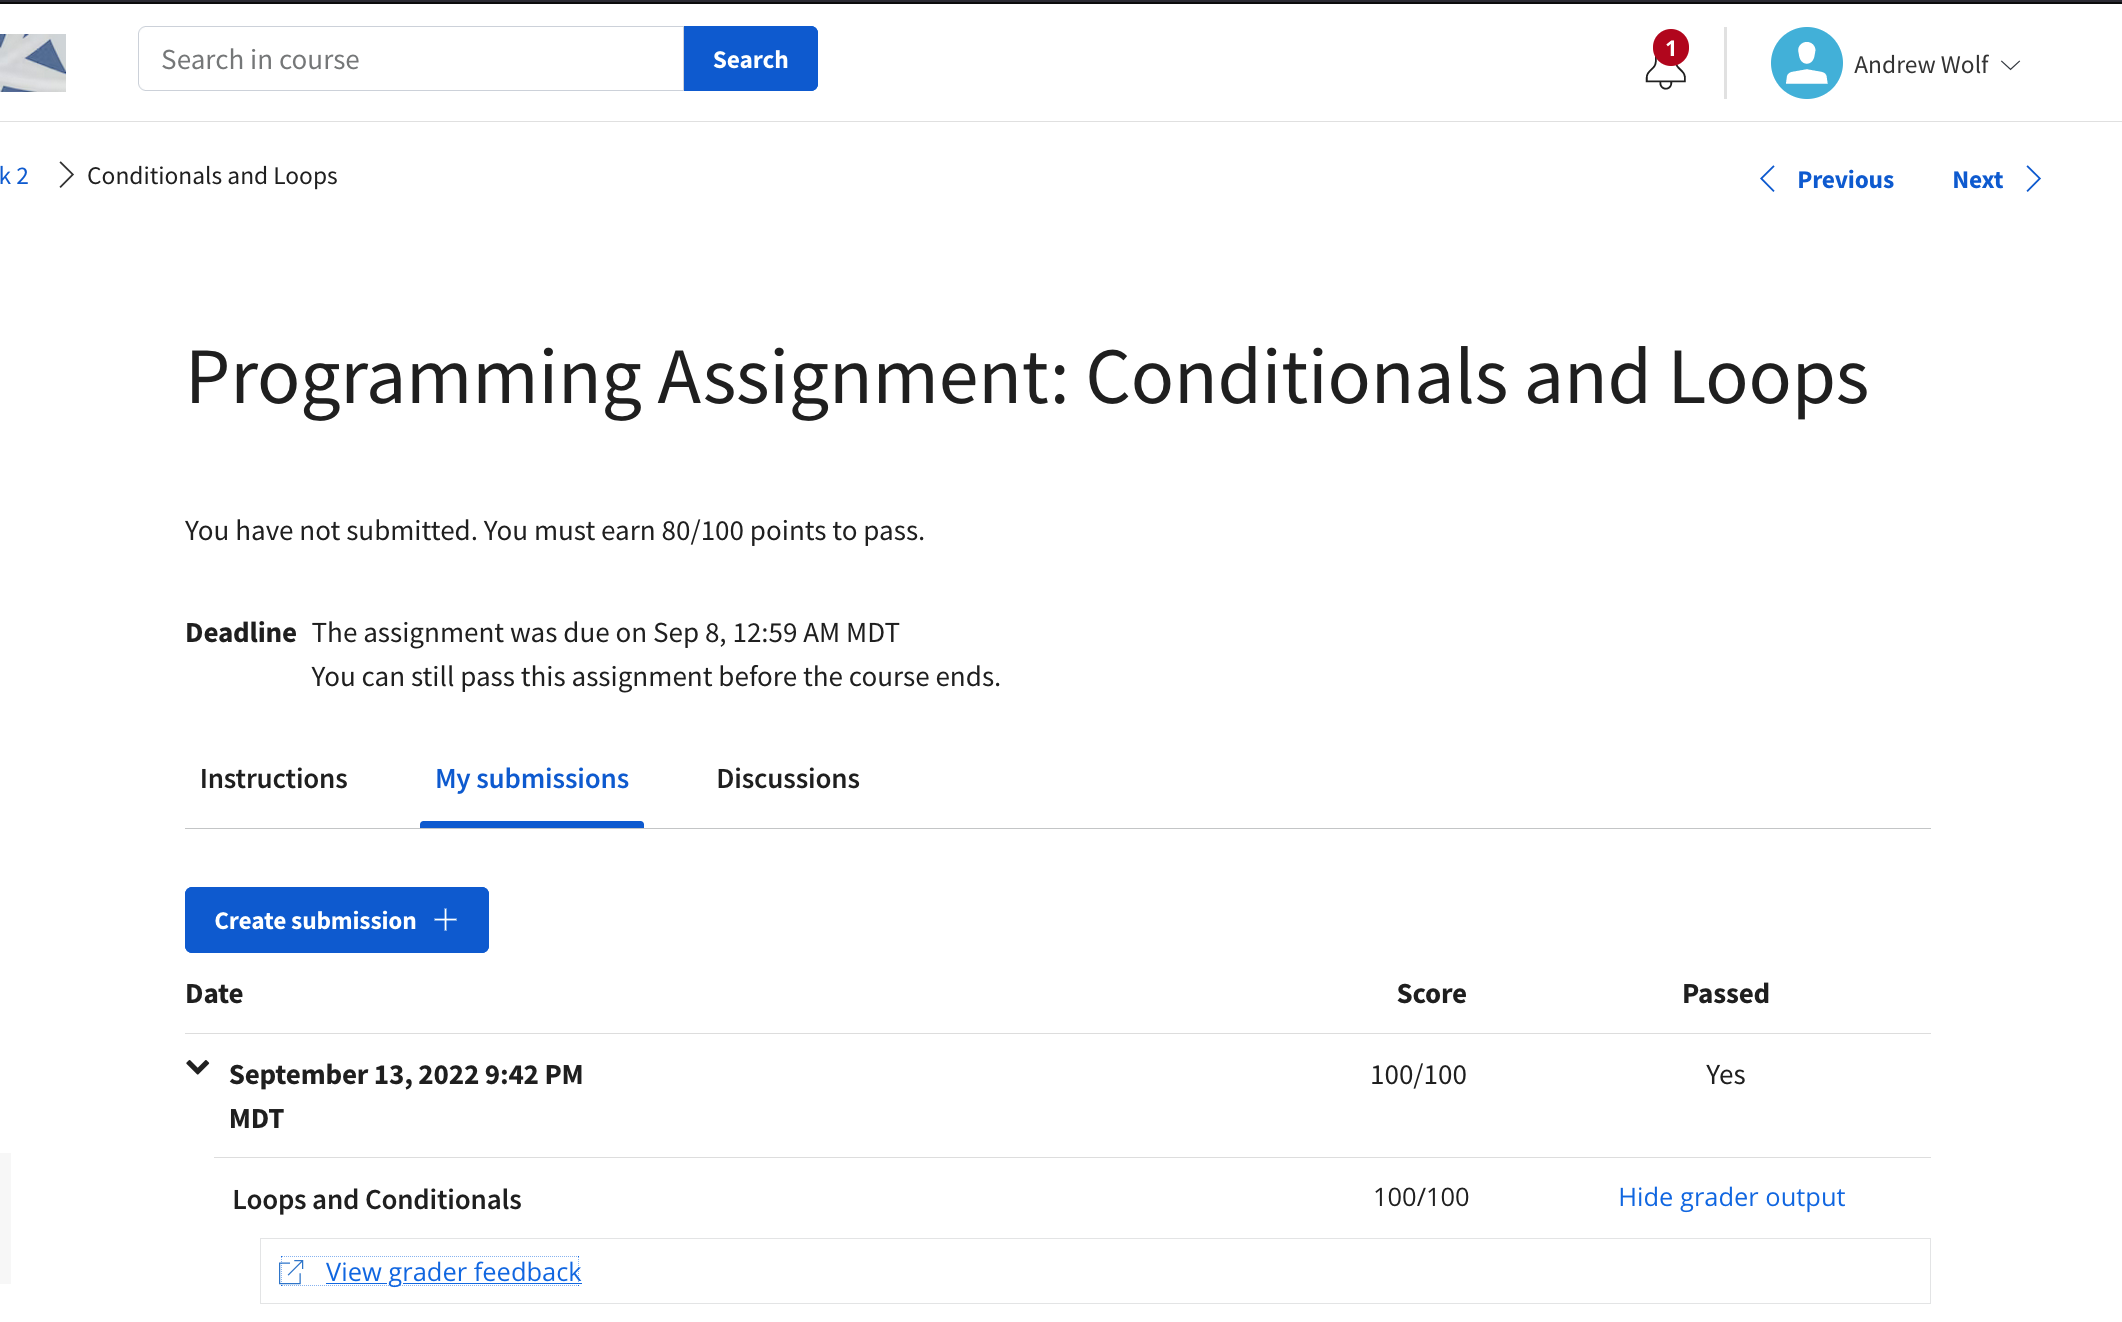 Search in course
Search
1
Andrew Wolf
k 2
Conditionals and Loops
Previous
Next
Programming Assignment: Conditionals and Loops
You have not submitted. You must earn 80/100 points to pass.
Deadline The assignment was due on Sep 8, 12:59 AM MDT
You can still pass this assignment before the course ends.
Instructions
My submissions
Discussions
Create submission
Date
Score
Passed
September 13, 2022 9:42 PM
MDT
100/100
Yes
Loops and Conditionals
100/100
Hide grader output
View grader feedback